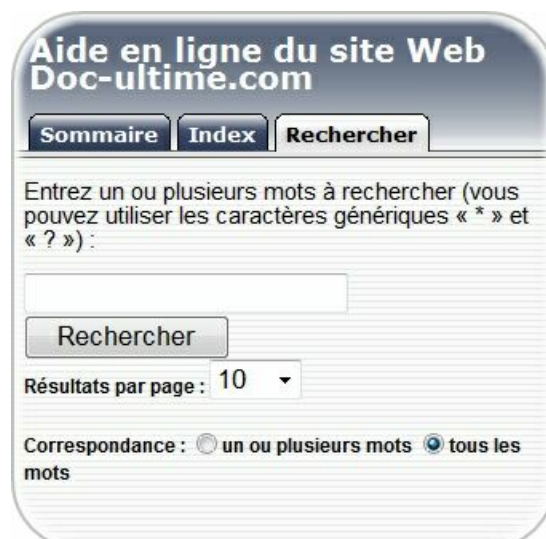 Aide en ligne du site Web
Doc-ultime.com
Sommaire Index Rechercher
Entrez un ou plusieurs mots à rechercher (vous
pouvez utiliser les caractères génériques « * » et
« ? ») :
Rechercher
Résultats par page : 10
Correspondance : un ou plusieurs mots tous les
mots